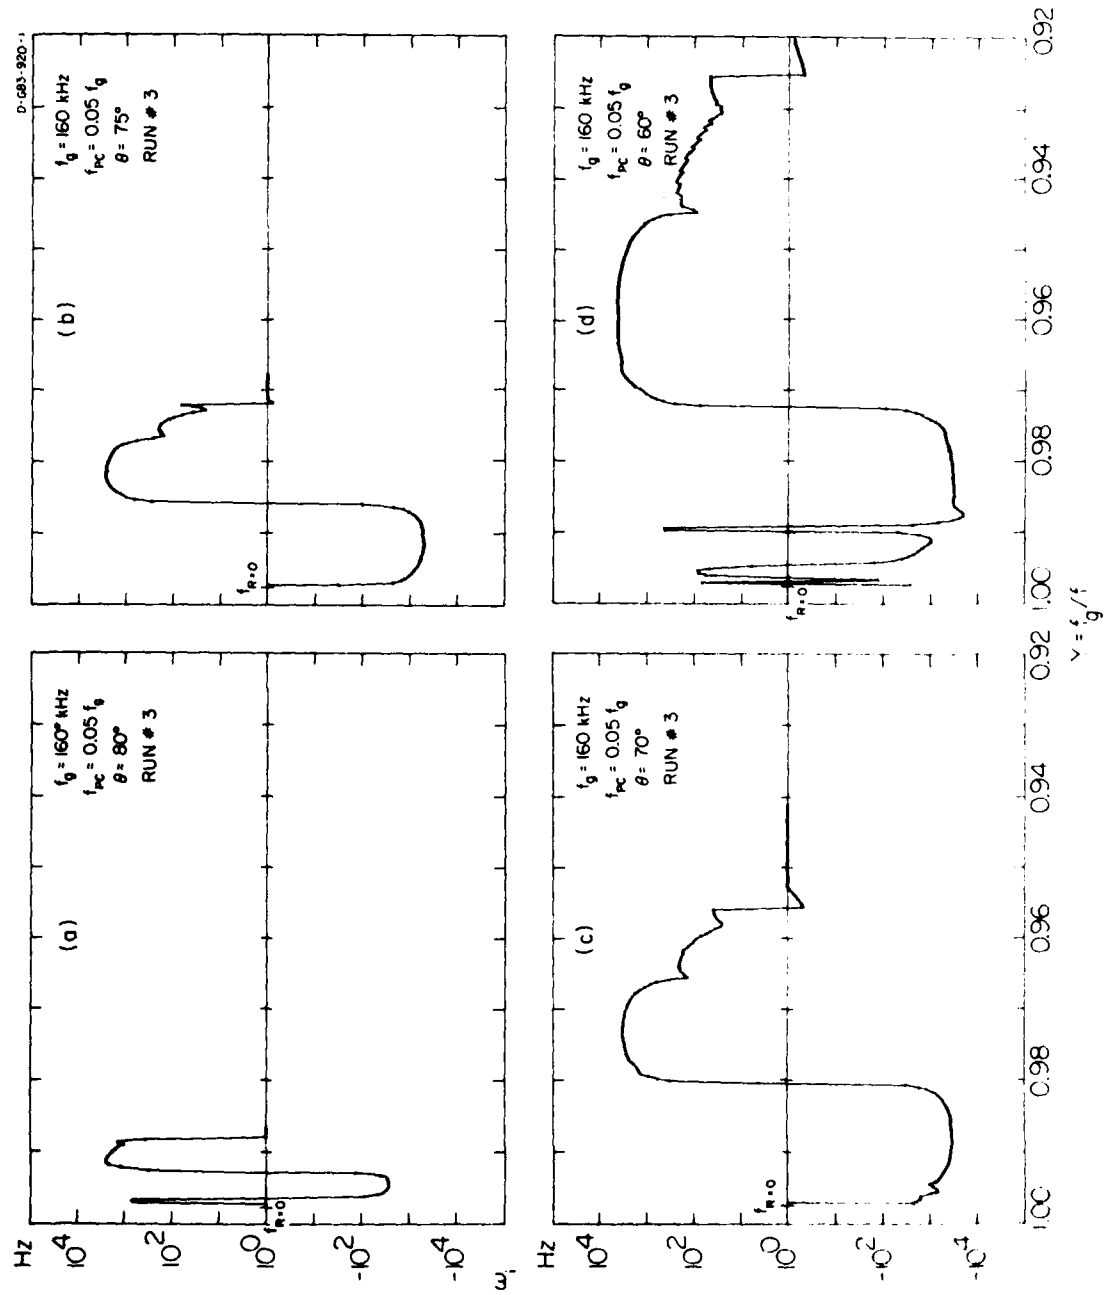 D-G83-920-1
Hz
10⁴
10²
10⁰
-10²
-10⁴
ωᵢ
(a)
f_g = 160° kHz
f_PC = 0.05 f_g
θ = 80°
RUN # 3
f_R=0
(b)
f_g = 160 kHz
f_PC = 0.05 f_g
θ = 75°
RUN # 3
f_R=0
10⁴
10²
10⁰
-10²
-10⁴
(c)
f_g = 160 kHz
f_PC = 0.05 f_g
θ = 70°
RUN # 3
f_R=0
(d)
f_g = 160 kHz
f_PC = 0.05 f_g
θ = 60°
RUN # 3
f_R=0
1.00 0.98 0.96 0.94 0.92
1.00 0.98 0.96 0.94 0.92
ν = f_g/f